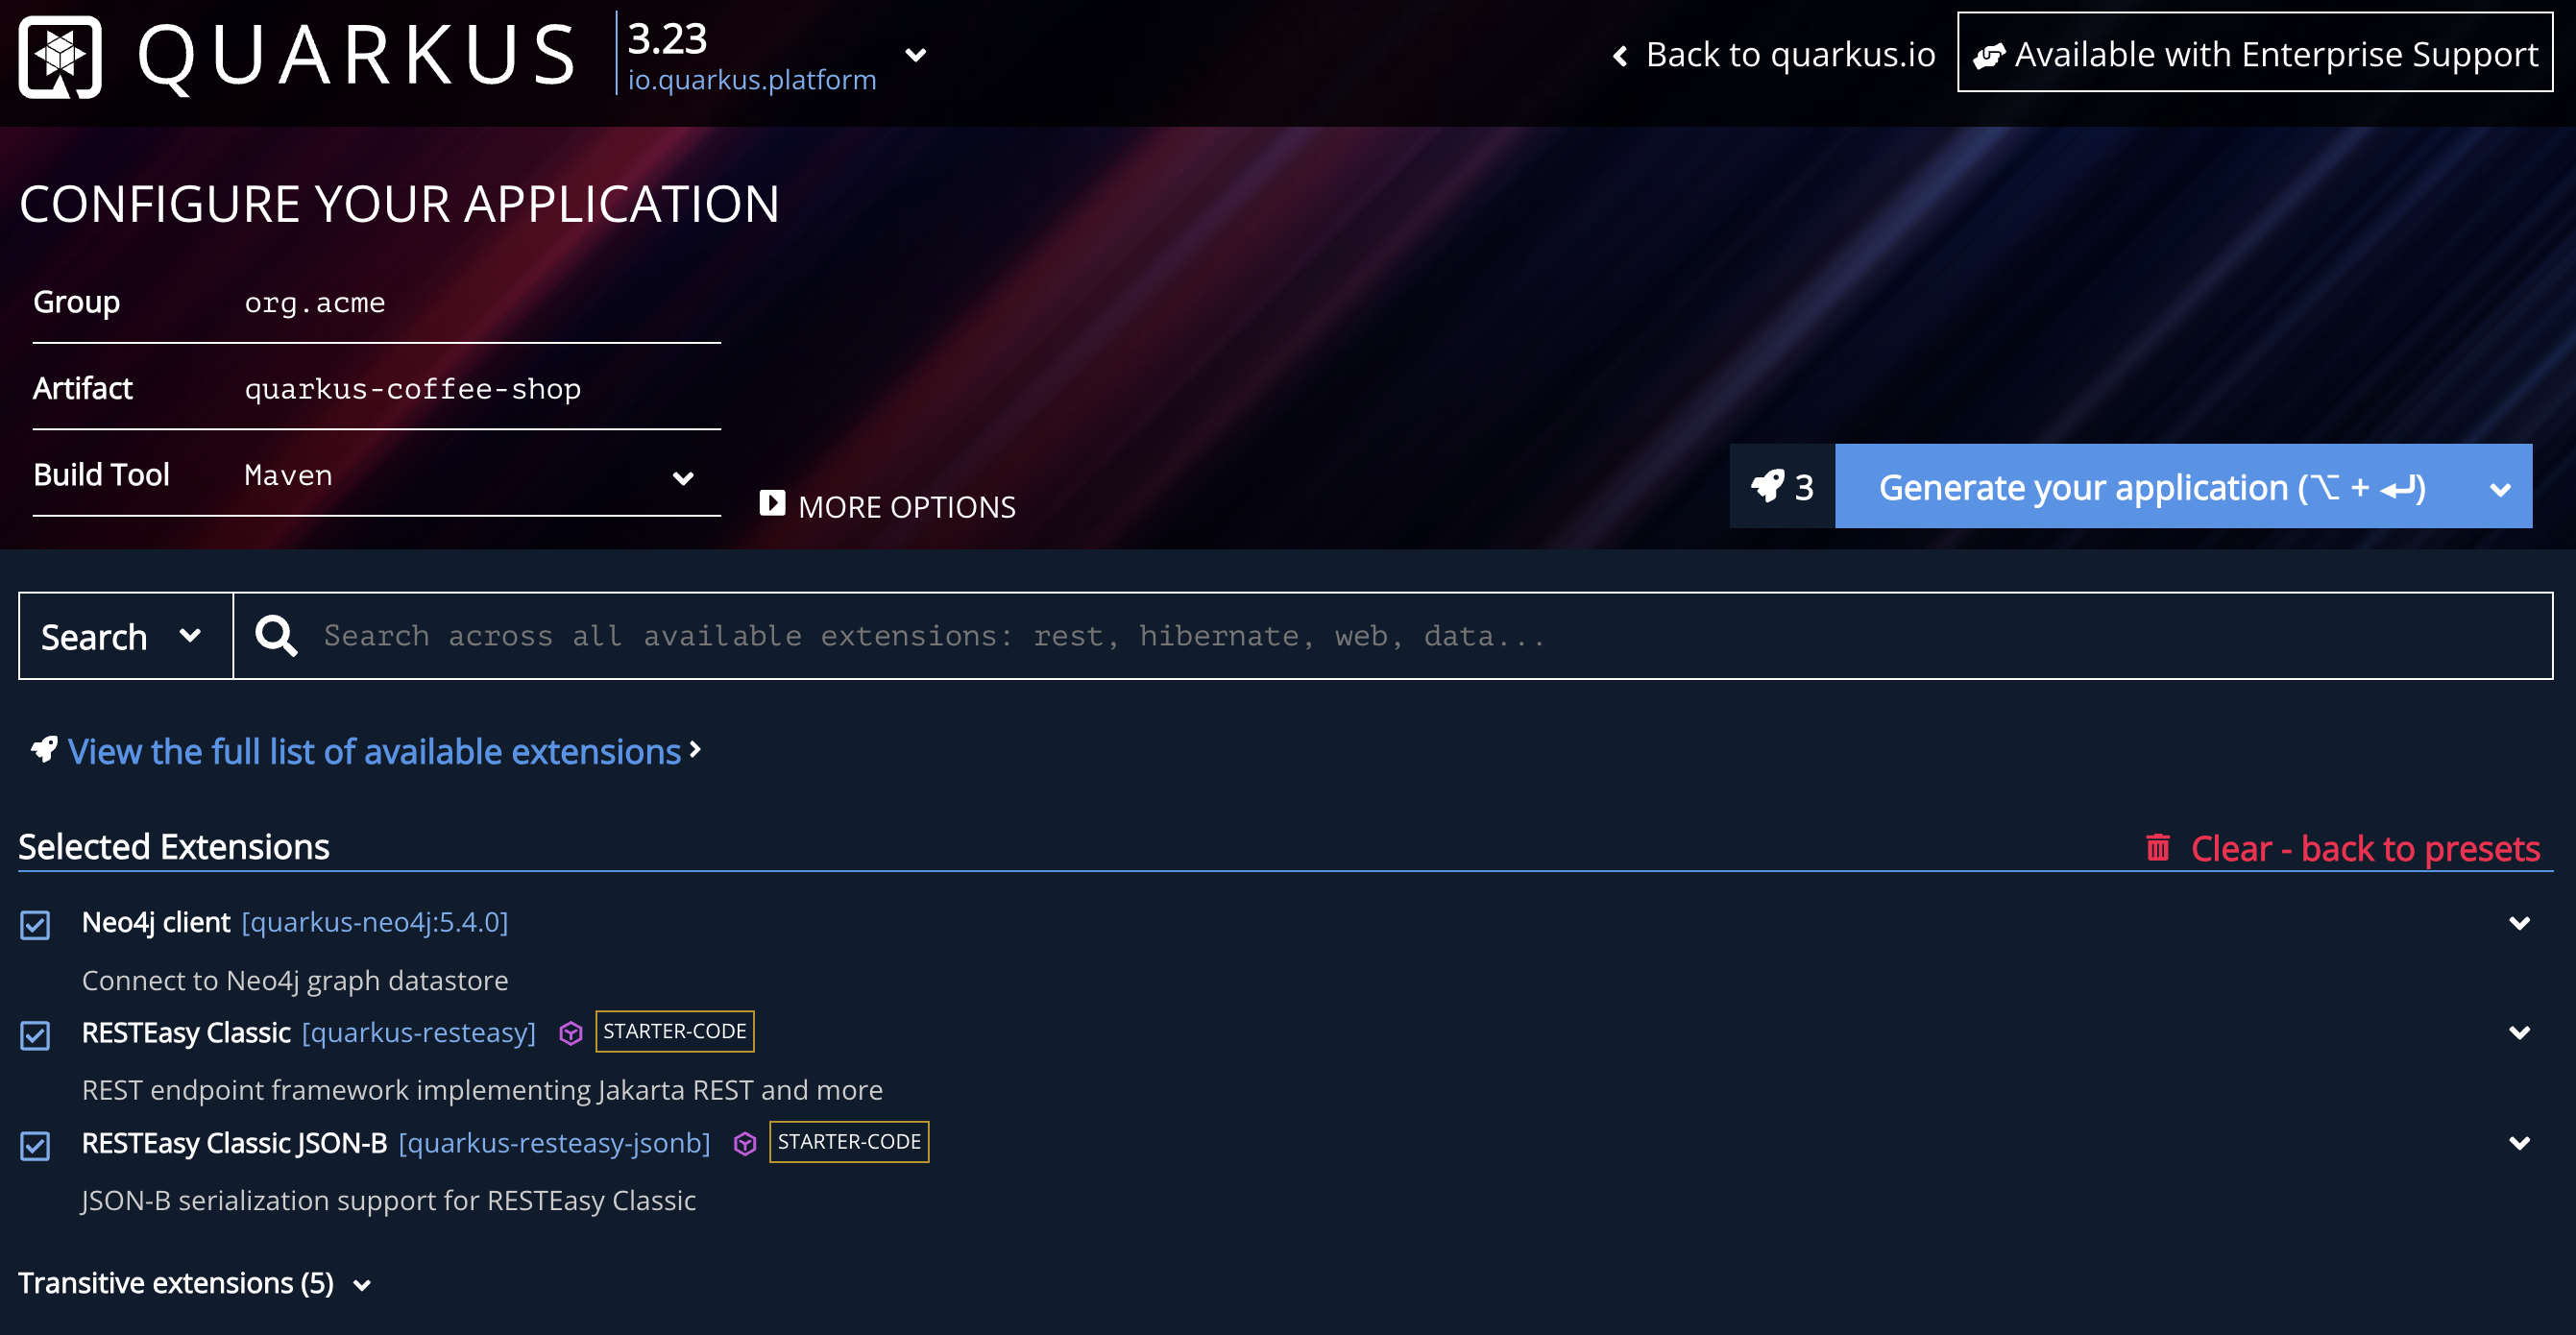 QUARKUS
3.23
io.quarkus.platform
Back to quarkus.io
Available with Enterprise Support
CONFIGURE YOUR APPLICATION
Group org.acme
Artifact quarkus-coffee-shop
Build Tool Maven
MORE OPTIONS
3
Generate your application (⌥ + ↵)
Search
Search across all available extensions: rest, hibernate, web, data...
View the full list of available extensions
Selected Extensions
Clear - back to presets
Neo4j client [quarkus-neo4j:5.4.0]
Connect to Neo4j graph datastore
RESTEasy Classic [quarkus-resteasy] STARTER-CODE
REST endpoint framework implementing Jakarta REST and more
RESTEasy Classic JSON-B [quarkus-resteasy-jsonb] STARTER-CODE
JSON-B serialization support for RESTEasy Classic
Transitive extensions (5)